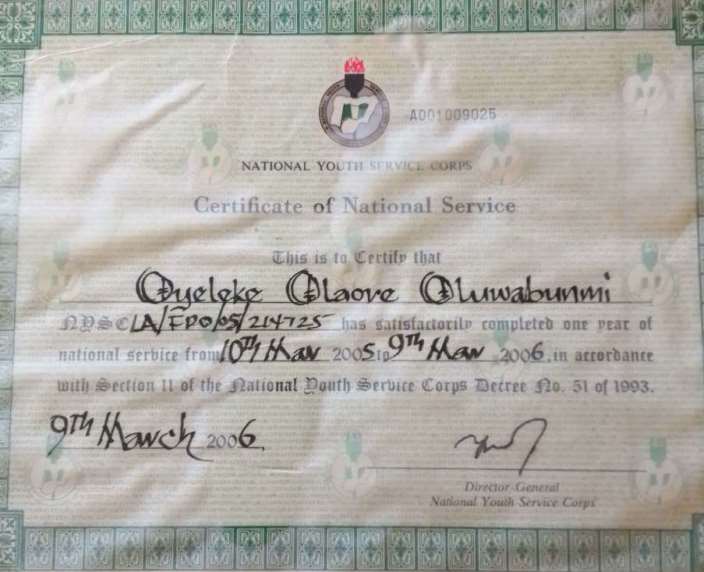 A001009025
NATIONAL YOUTH SERVICE CORPS
Certificate of National Service
This is to Certify that
Oyeleke Olaore Oluwabunmi
NYSC LA/EDO/05/214725 has satisfactorily completed one year of
national service from 10TH Mar 2005 to 9TH Mar 2006, in accordance
with Section 11 of the National Youth Service Corps Decree No. 51 of 1993.
9TH March 2006
Director-General
National Youth Service Corps